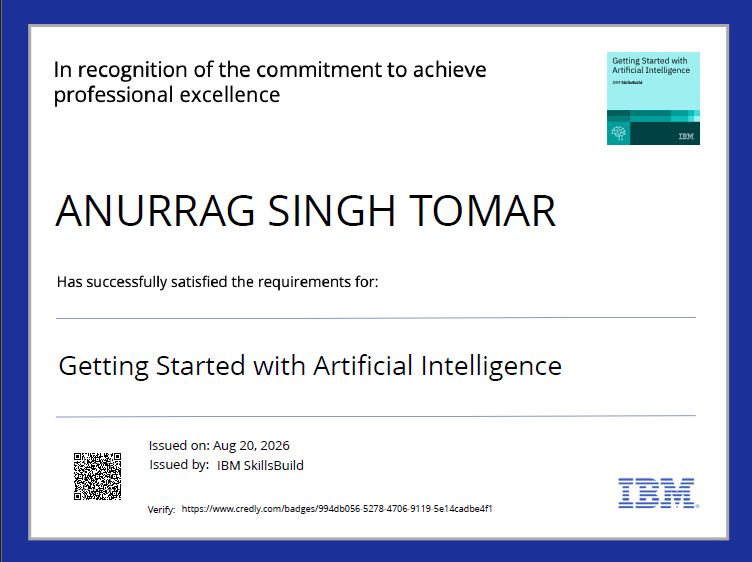 In recognition of the commitment to achieve
professional excellence
Getting Started with
Artificial Intelligence
IBM SkillsBuild
IBM
ANURRAG SINGH TOMAR
Has successfully satisfied the requirements for:
Getting Started with Artificial Intelligence
Issued on: Aug 20, 2026
Issued by: IBM SkillsBuild
Verify: https://www.credly.com/badges/994db056-5278-4706-9119-5e14cadbe4f1
IBM